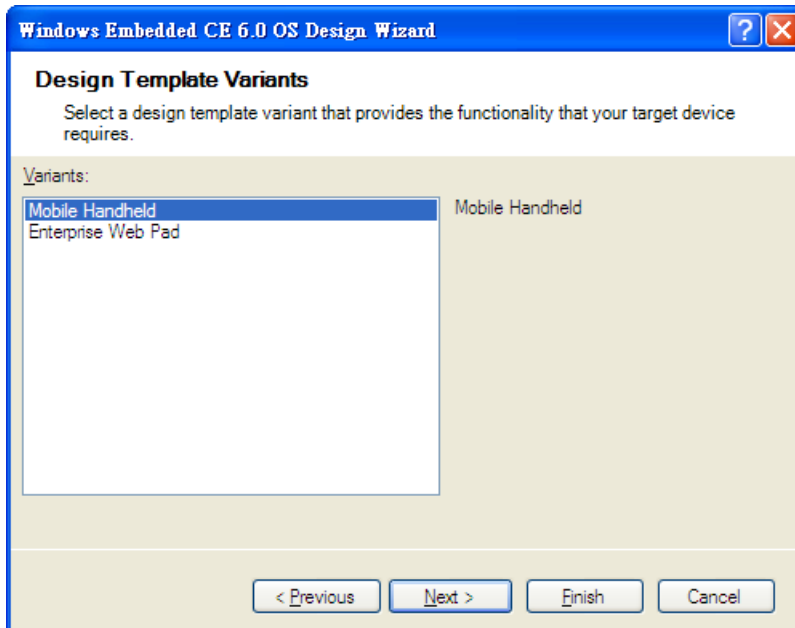 Windows Embedded CE 6.0 OS Design Wizard
?
Design Template Variants
Select a design template variant that provides the functionality that your target device
requires.
Variants:
Mobile Handheld
Mobile Handheld
Enterprise Web Pad
< Previous
Next >
Finish
Cancel